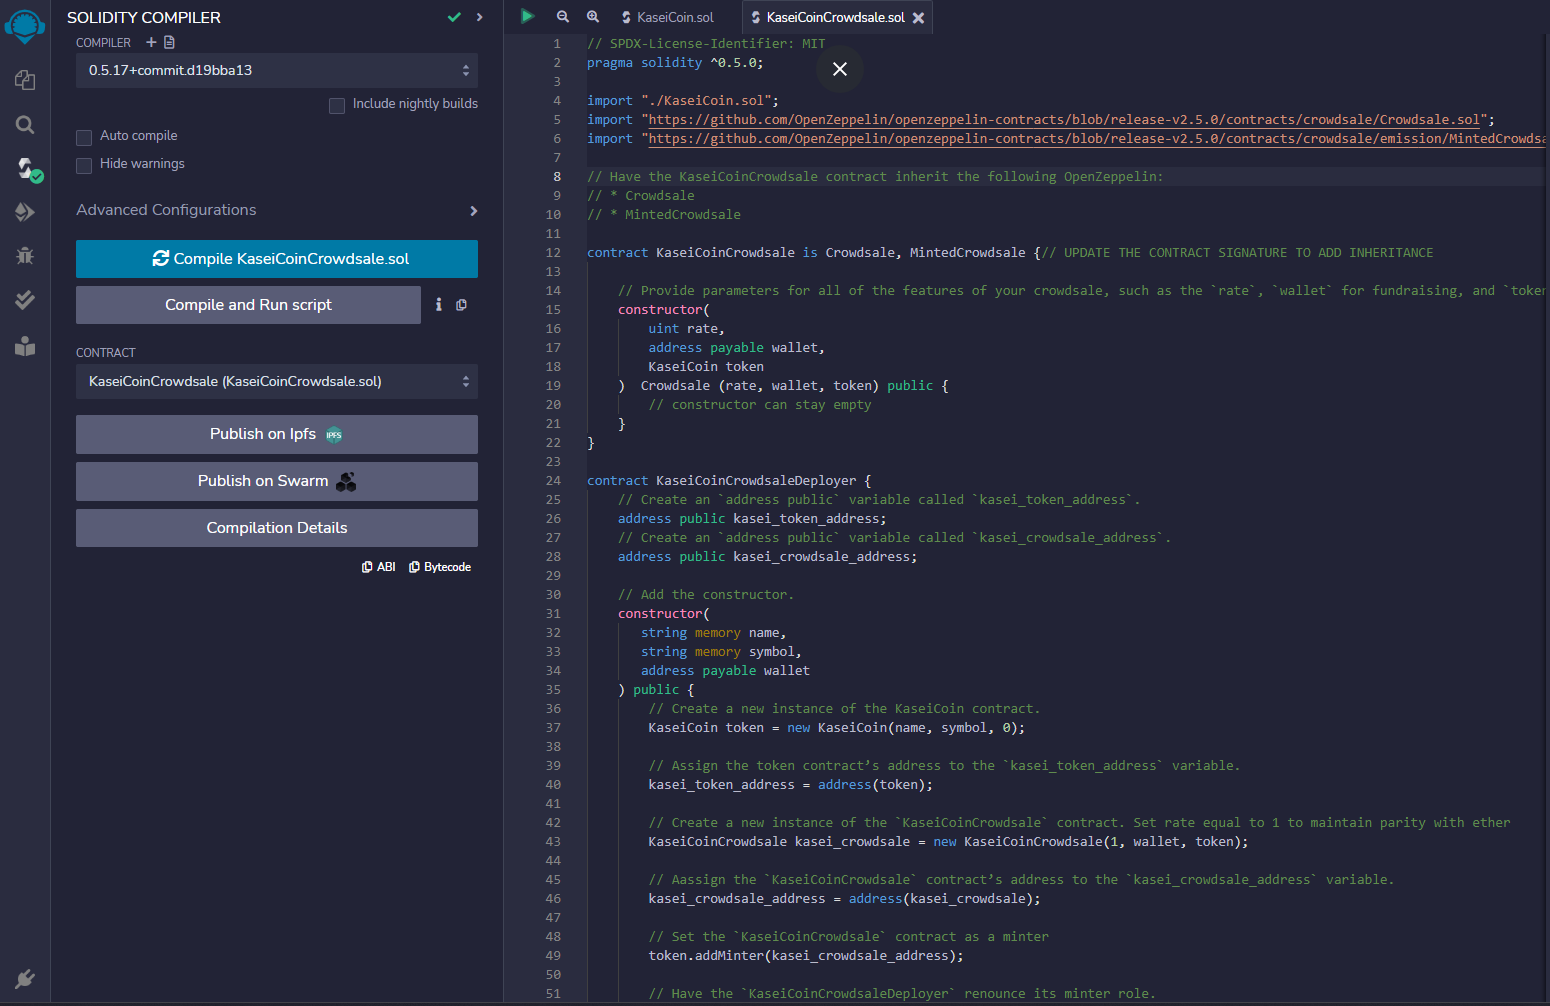 SOLIDITY COMPILER
COMPILER
0.5.17+commit.d19bba13
Include nightly builds
Auto compile
Hide warnings
Advanced Configurations
Compile KaseiCoinCrowdsale.sol
Compile and Run script
CONTRACT
KaseiCoinCrowdsale (KaseiCoinCrowdsale.sol)
Publish on Ipfs IPFS
Publish on Swarm
Compilation Details
ABI Bytecode
KaseiCoin.sol KaseiCoinCrowdsale.sol
1 // SPDX-License-Identifier: MIT
2 pragma solidity ^0.5.0;
3
4 import "./KaseiCoin.sol";
5 import "https://github.com/OpenZeppelin/openzeppelin-contracts/blob/release-v2.5.0/contracts/crowdsale/Crowdsale.sol";
6 import "https://github.com/OpenZeppelin/openzeppelin-contracts/blob/release-v2.5.0/contracts/crowdsale/emission/MintedCrowdsa
7
8 // Have the KaseiCoinCrowdsale contract inherit the following OpenZeppelin:
9 // * Crowdsale
10 // * MintedCrowdsale
11
12 contract KaseiCoinCrowdsale is Crowdsale, MintedCrowdsale {// UPDATE THE CONTRACT SIGNATURE TO ADD INHERITANCE
13
14 // Provide parameters for all of the features of your crowdsale, such as the `rate`, `wallet` for fundraising, and `token
15 constructor(
16 uint rate,
17 address payable wallet,
18 KaseiCoin token
19 ) Crowdsale (rate, wallet, token) public {
20 // constructor can stay empty
21 }
22 }
23
24 contract KaseiCoinCrowdsaleDeployer {
25 // Create an `address public` variable called `kasei_token_address`.
26 address public kasei_token_address;
27 // Create an `address public` variable called `kasei_crowdsale_address`.
28 address public kasei_crowdsale_address;
29
30 // Add the constructor.
31 constructor(
32 string memory name,
33 string memory symbol,
34 address payable wallet
35 ) public {
36 // Create a new instance of the KaseiCoin contract.
37 KaseiCoin token = new KaseiCoin(name, symbol, 0);
38
39 // Assign the token contract’s address to the `kasei_token_address` variable.
40 kasei_token_address = address(token);
41
42 // Create a new instance of the `KaseiCoinCrowdsale` contract. Set rate equal to 1 to maintain parity with ether
43 KaseiCoinCrowdsale kasei_crowdsale = new KaseiCoinCrowdsale(1, wallet, token);
44
45 // Aassign the `KaseiCoinCrowdsale` contract’s address to the `kasei_crowdsale_address` variable.
46 kasei_crowdsale_address = address(kasei_crowdsale);
47
48 // Set the `KaseiCoinCrowdsale` contract as a minter
49 token.addMinter(kasei_crowdsale_address);
50
51 // Have the `KaseiCoinCrowdsaleDeployer` renounce its minter role.